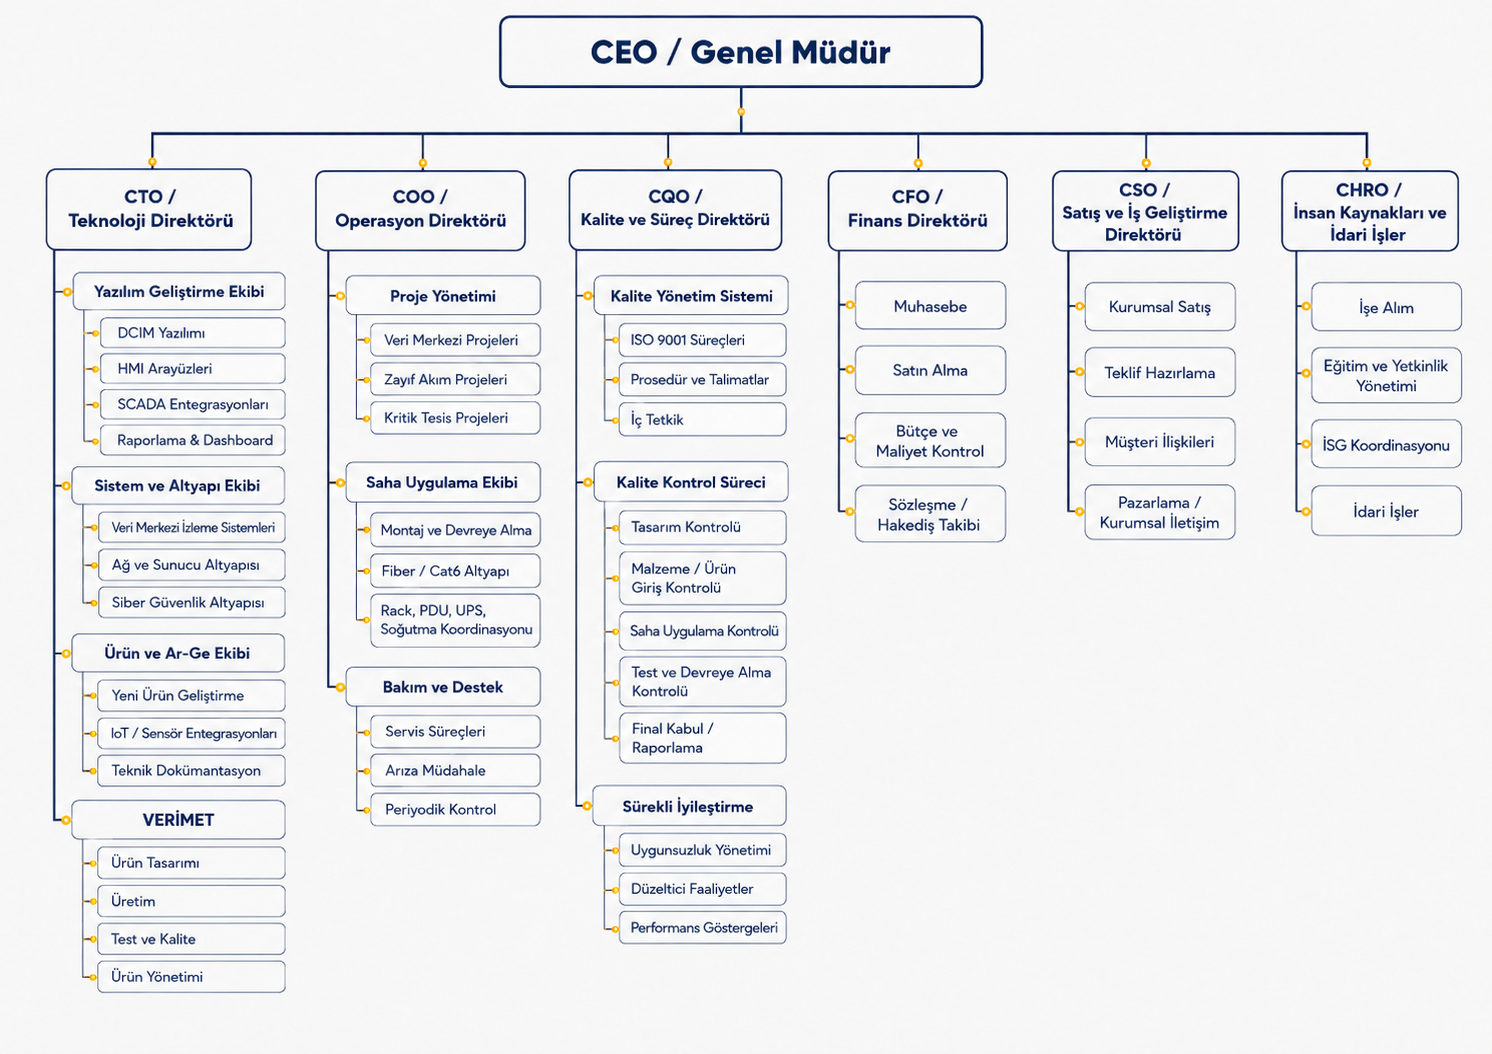 CEO / Genel Müdür
CTO /
Teknoloji Direktörü
Yazılım Geliştirme Ekibi
DCIM Yazılımı
HMI Arayüzleri
SCADA Entegrasyonları
Raporlama & Dashboard
Sistem ve Altyapı Ekibi
Veri Merkezi İzleme Sistemleri
Ağ ve Sunucu Altyapısı
Siber Güvenlik Altyapısı
Ürün ve Ar-Ge Ekibi
Yeni Ürün Geliştirme
IoT / Sensör Entegrasyonları
Teknik Dokümantasyon
VERİMET
Ürün Tasarımı
Üretim
Test ve Kalite
Ürün Yönetimi
COO /
Operasyon Direktörü
Proje Yönetimi
Veri Merkezi Projeleri
Zayıf Akım Projeleri
Kritik Tesis Projeleri
Saha Uygulama Ekibi
Montaj ve Devreye Alma
Fiber / Cat6 Altyapı
Rack, PDU, UPS,
Soğutma Koordinasyonu
Bakım ve Destek
Servis Süreçleri
Arıza Müdahale
Periyodik Kontrol
CQO /
Kalite ve Süreç Direktörü
Kalite Yönetim Sistemi
ISO 9001 Süreçleri
Prosedür ve Talimatlar
İç Tetkik
Kalite Kontrol Süreci
Tasarım Kontrolü
Malzeme / Ürün
Giriş Kontrolü
Saha Uygulama Kontrolü
Test ve Devreye Alma
Kontrolü
Final Kabul /
Raporlama
Sürekli İyileştirme
Uygunsuzluk Yönetimi
Düzeltici Faaliyetler
Performans Göstergeleri
CFO /
Finans Direktörü
Muhasebe
Satın Alma
Bütçe ve
Maliyet Kontrol
Sözleşme /
Hakediş Takibi
CSO /
Satış ve İş Geliştirme
Direktörü
Kurumsal Satış
Teklif Hazırlama
Müşteri İlişkileri
Pazarlama /
Kurumsal İletişim
CHRO /
İnsan Kaynakları ve
İdari İşler
İşe Alım
Eğitim ve Yetkinlik
Yönetimi
İSG Koordinasyonu
İdari İşler